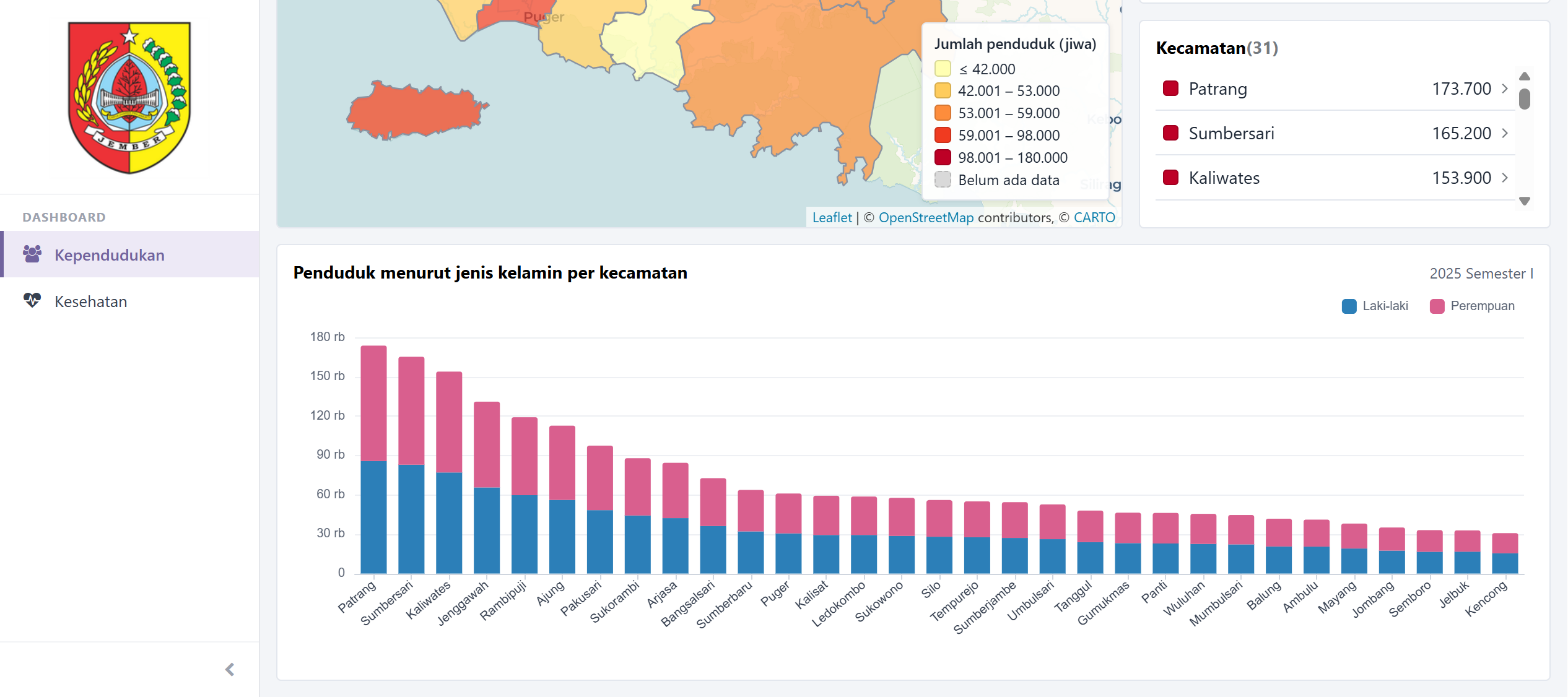 JEMBER
DASHBOARD
Kependudukan
Kesehatan
Puger
Jumlah penduduk (jiwa)
≤ 42.000
42.001 – 53.000
53.001 – 59.000
59.001 – 98.000
98.001 – 180.000
Belum ada data
Leaflet | © OpenStreetMap contributors, © CARTO
Kecamatan(31)
Patrang 173.700
Sumbersari 165.200
Kaliwates 153.900
Penduduk menurut jenis kelamin per kecamatan
2025 Semester I
Laki-laki Perempuan
180 rb
150 rb
120 rb
90 rb
60 rb
30 rb
0
Patrang
Sumbersari
Kaliwates
Jenggawah
Rambipuji
Ajung
Pakusari
Sukorambi
Arjasa
Bangsalsari
Sumberbaru
Puger
Kalisat
Ledokombo
Sukowono
Silo
Tempurejo
Sumberjambe
Umbulsari
Tanggul
Gumukmas
Panti
Wuluhan
Mumbulsari
Balung
Ambulu
Mayang
Jombang
Semboro
Jelbuk
Kencong